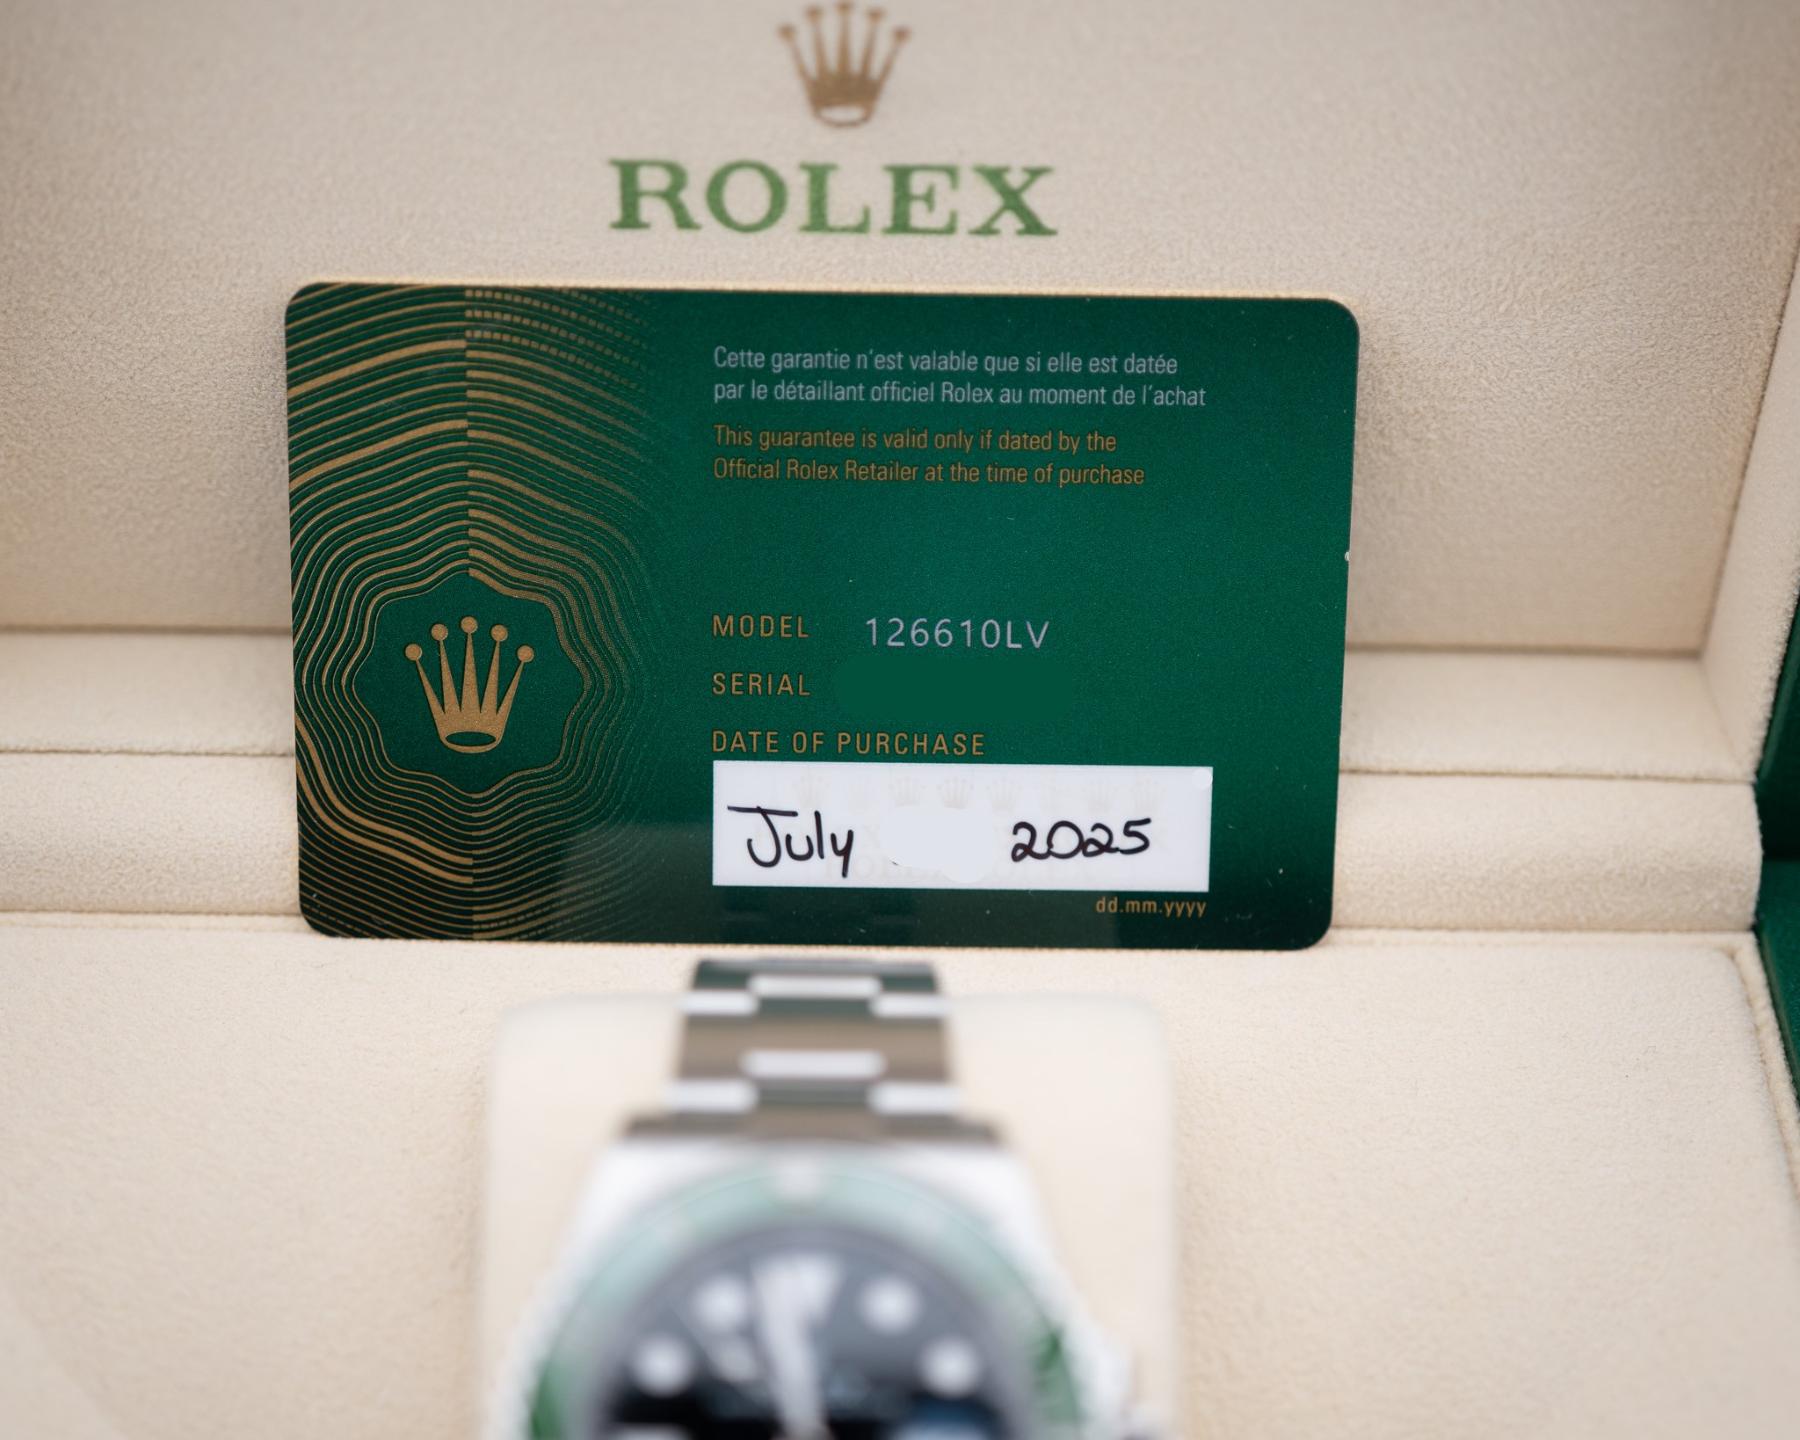 ROLEX
Cette garantie n'est valable que si elle est datée
par le détaillant officiel Rolex au moment de l'achat
This guarantee is valid only if dated by the
Official Rolex Retailer at the time of purchase
MODEL 126610LV
SERIAL
DATE OF PURCHASE
July 2025
dd.mm.yyyy